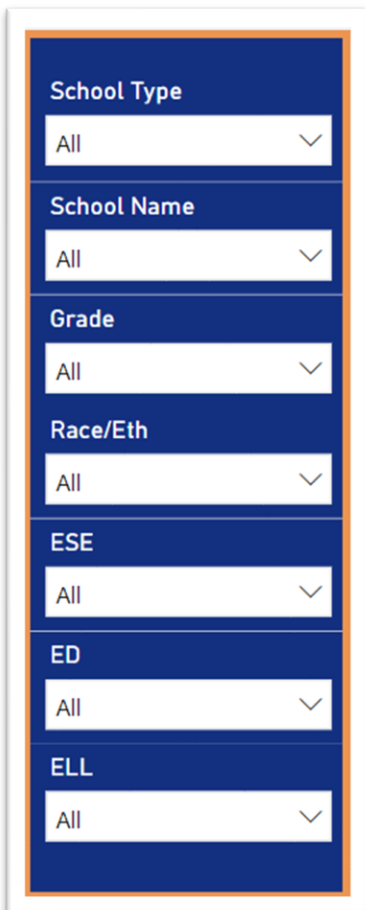 School Type
All
School Name
All
Grade
All
Race/Eth
All
ESE
All
ED
All
ELL
All